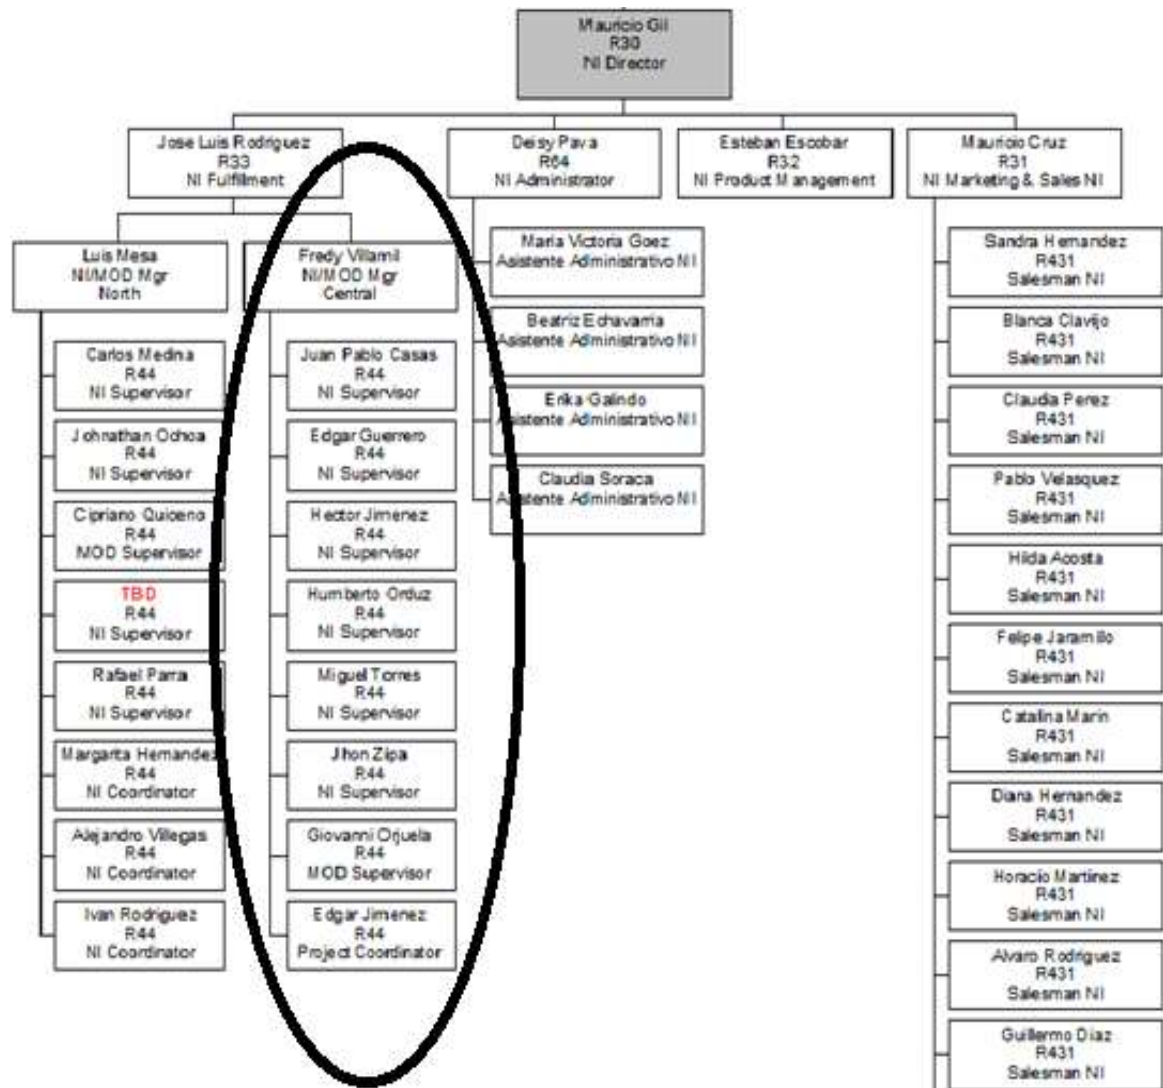 Mauricio Gil
R30
NI Director
Jose Luis Rodriguez
R33
NI Fulfillment
Deisy Pava
R64
NI Administrator
Esteban Escobar
R32
NI Product Management
Mauricio Cruz
R31
NI Marketing & Sales NI
Luis Mesa
NI/MOD Mgr
North
Fredy Villamil
NI/MOD Mgr
Central
Carlos Medina
R44
NI Supervisor
Johnathan Ochoa
R44
NI Supervisor
Cipriano Quiceno
R44
MOD Supervisor
TBD
R44
NI Supervisor
Rafael Parra
R44
NI Supervisor
Margarita Hernandez
R44
NI Coordinator
Alejandro Villegas
R44
NI Coordinator
Ivan Rodriguez
R44
NI Coordinator
Juan Pablo Casas
R44
NI Supervisor
Edgar Guerrero
R44
NI Supervisor
Hector Jimenez
R44
NI Supervisor
Humberto Orduz
R44
NI Supervisor
Miguel Torres
R44
NI Supervisor
Jhon Zipa
R44
NI Supervisor
Giovanni Orjuela
R44
MOD Supervisor
Edgar Jimenez
R44
Project Coordinator
Maria Victoria Goez
Asistente Administrativo NI
Beatriz Echavarria
Asistente Administrativo NI
Erika Galindo
Asistente Administrativo NI
Claudia Soraca
Asistente Administrativo NI
Sandra Hernandez
R431
Salesman NI
Blanca Clavijo
R431
Salesman NI
Claudia Perez
R431
Salesman NI
Pablo Velasquez
R431
Salesman NI
Hilda Acosta
R431
Salesman NI
Felipe Jaramillo
R431
Salesman NI
Catalina Marin
R431
Salesman NI
Diana Hernandez
R431
Salesman NI
Horacio Martinez
R431
Salesman NI
Alvaro Rodriguez
R431
Salesman NI
Guillermo Diaz
R431
Salesman NI